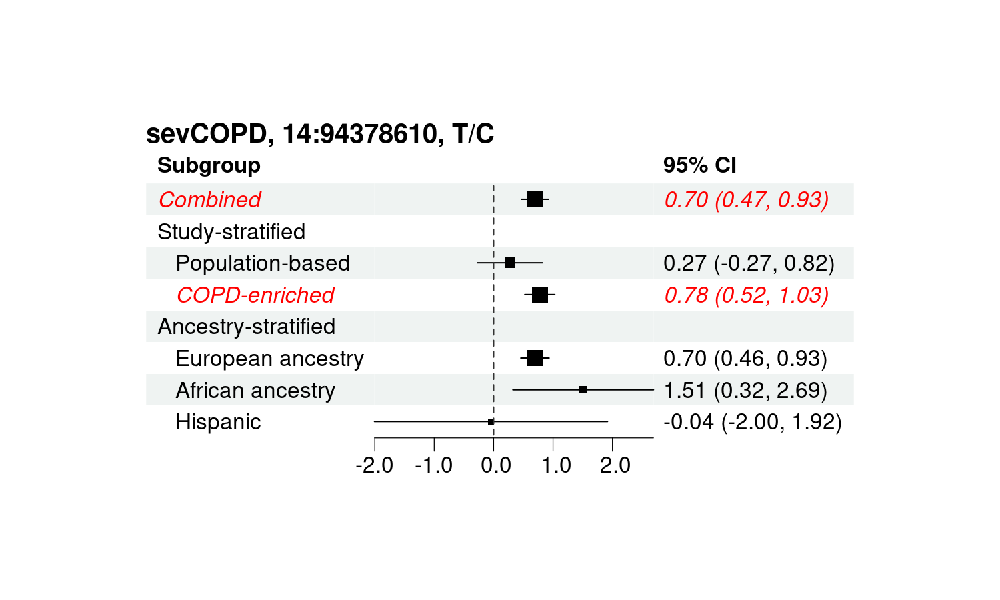 sevCOPD, 14:94378610, T/C
Subgroup 95% CI
Combined 0.70 (0.47, 0.93)
Study-stratified
Population-based 0.27 (-0.27, 0.82)
COPD-enriched 0.78 (0.52, 1.03)
Ancestry-stratified
European ancestry 0.70 (0.46, 0.93)
African ancestry 1.51 (0.32, 2.69)
Hispanic -0.04 (-2.00, 1.92)
-2.0 -1.0 0.0 1.0 2.0